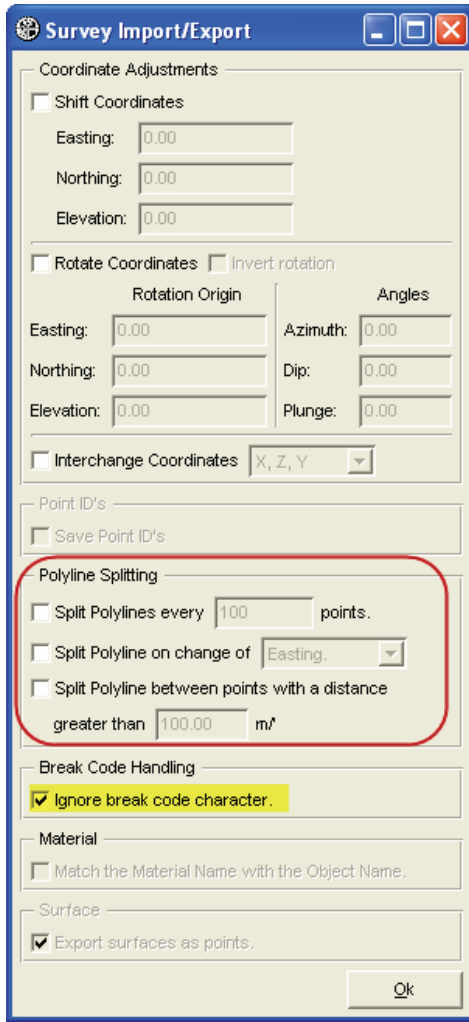 Survey Import/Export
Coordinate Adjustments
Shift Coordinates
Easting: 0.00
Northing: 0.00
Elevation: 0.00
Rotate Coordinates Invert rotation
Rotation Origin Angles
Easting: 0.00 Azimuth: 0.00
Northing: 0.00 Dip: 0.00
Elevation: 0.00 Plunge: 0.00
Interchange Coordinates X, Z, Y
Point ID's
Save Point ID's
Polyline Splitting
Split Polylines every 100 points.
Split Polyline on change of Easting.
Split Polyline between points with a distance
greater than 100.00 m/'
Break Code Handling
Ignore break code character.
Material
Match the Material Name with the Object Name.
Surface
Export surfaces as points.
Ok